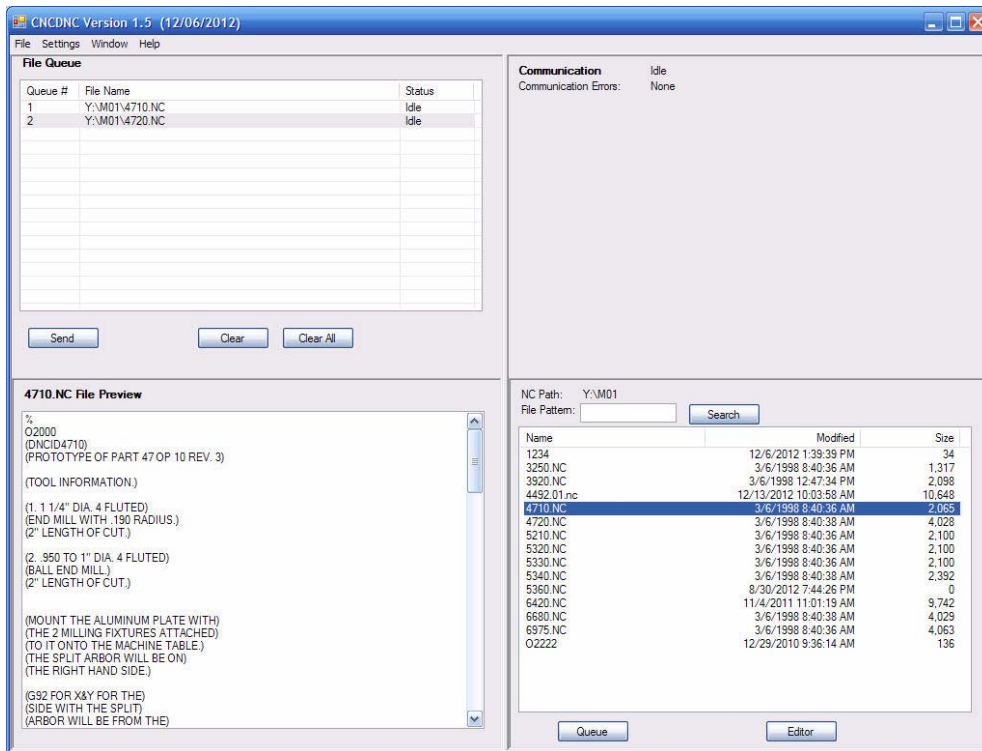 CNCDNC Version 1.5 (12/06/2012)
File Settings Window Help
File Queue
Queue # File Name Status
1 Y:\M01\4710.NC Idle
2 Y:\M01\4720.NC Idle
Send Clear Clear All
Communication Idle
Communication Errors: None
4710.NC File Preview
%
O2000
(DNCID4710)
(PROTOTYPE OF PART 47 OP 10 REV. 3)
(TOOL INFORMATION.)
(1. 1 1/4" DIA. 4 FLUTED)
(END MILL WITH .190 RADIUS.)
(2" LENGTH OF CUT.)
(2. .950 TO 1" DIA. 4 FLUTED)
(BALL END MILL.)
(2" LENGTH OF CUT.)
(MOUNT THE ALUMINUM PLATE WITH)
(THE 2 MILLING FIXTURES ATTACHED)
(TO IT ONTO THE MACHINE TABLE.)
(THE SPLIT ARBOR WILL BE ON)
(THE RIGHT HAND SIDE.)
(G92 FOR X&Y FOR THE)
(SIDE WITH THE SPLIT)
(ARBOR WILL BE FROM THE)
NC Path: Y:\M01
File Pattern: Search
Name Modified Size
1234 12/6/2012 1:39:39 PM 34
3250.NC 3/6/1998 8:40:36 AM 1,317
3920.NC 3/6/1998 12:47:34 PM 2,098
4492.01.nc 12/13/2012 10:03:58 AM 10,648
4710.NC 3/6/1998 8:40:36 AM 2,065
4720.NC 3/6/1998 8:40:38 AM 4,028
5210.NC 3/6/1998 8:40:36 AM 2,100
5320.NC 3/6/1998 8:40:36 AM 2,100
5330.NC 3/6/1998 8:40:36 AM 2,100
5340.NC 3/6/1998 8:40:38 AM 2,392
5360.NC 8/30/2012 7:44:26 PM 0
6420.NC 11/4/2011 11:01:19 AM 9,742
6680.NC 3/6/1998 8:40:36 AM 4,029
6975.NC 3/6/1998 8:40:36 AM 4,063
O2222 12/29/2010 9:36:14 AM 136
Queue Editor